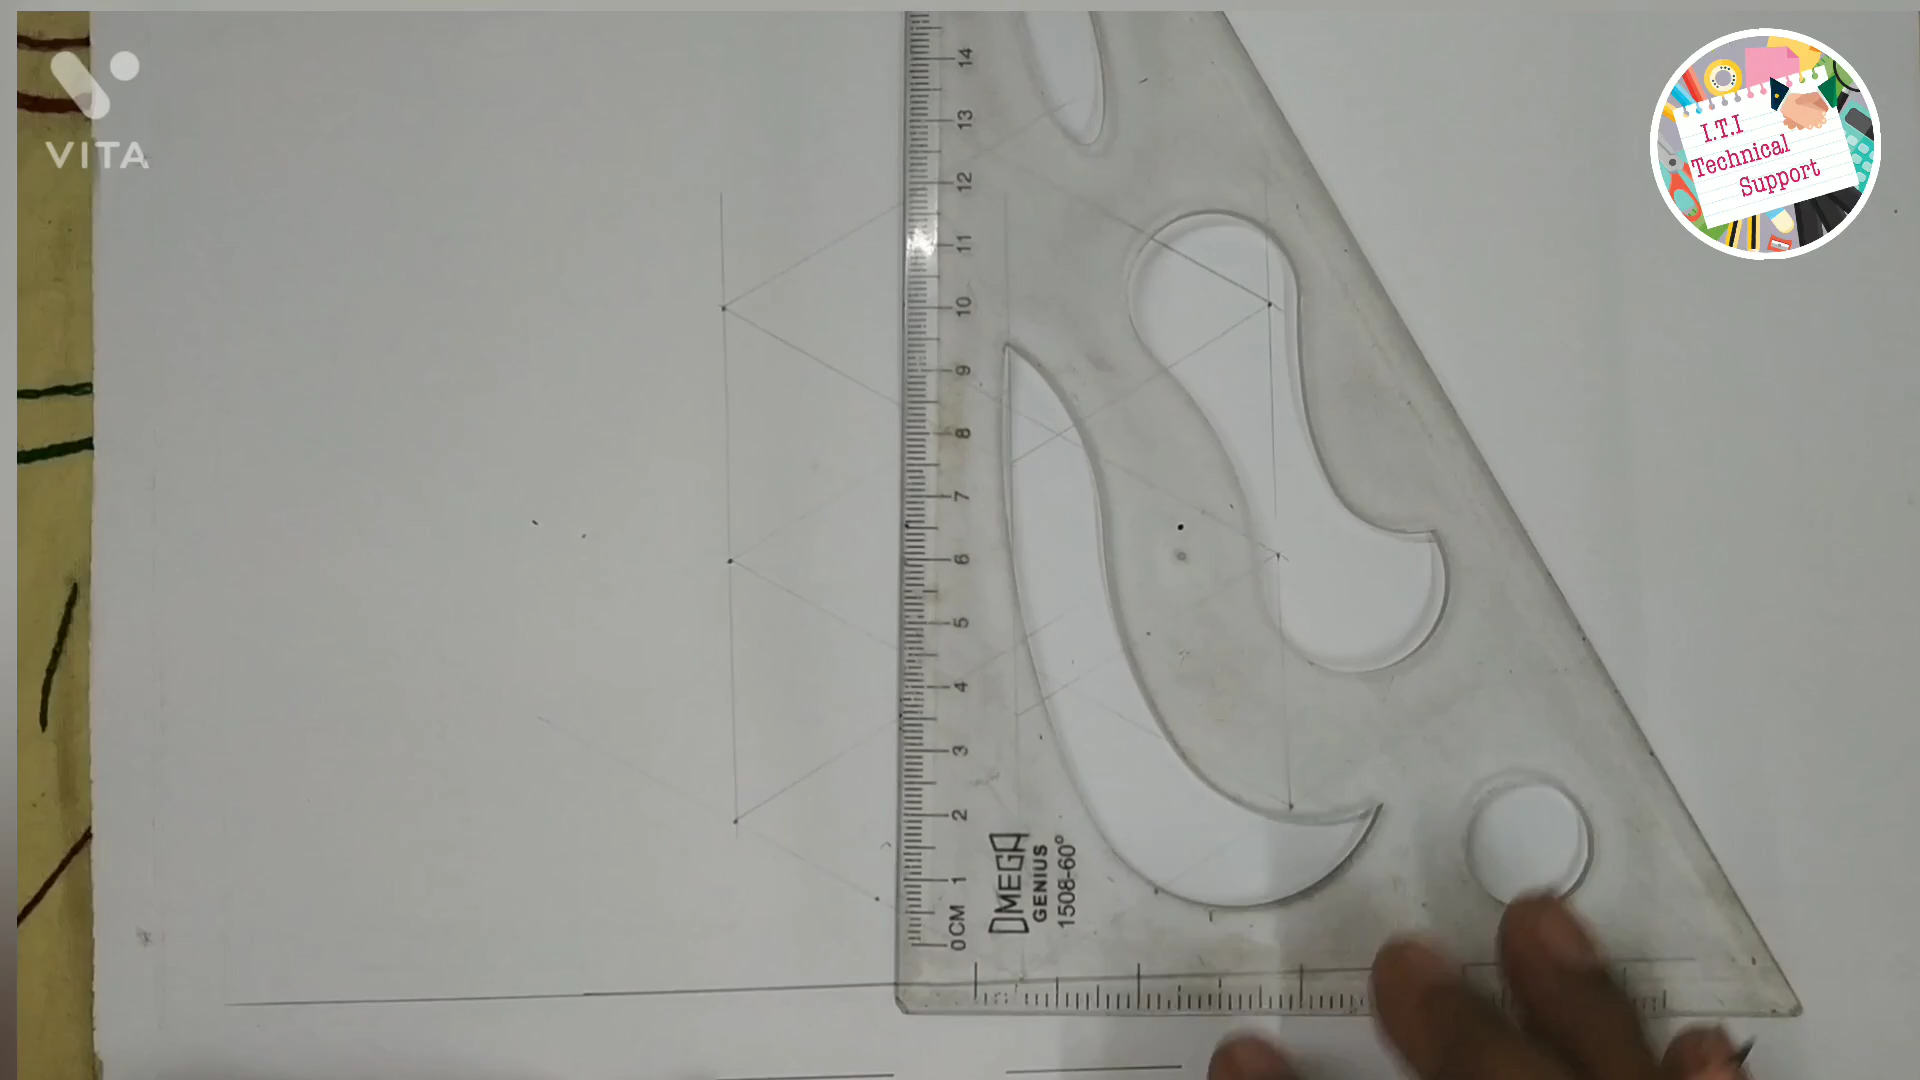 VITA
I.T.I
Technical
Support
14
13
12
11
10
9
8
7
6
5
4
3
2
1
0CM
OMEGA
GENIUS
1508-60°